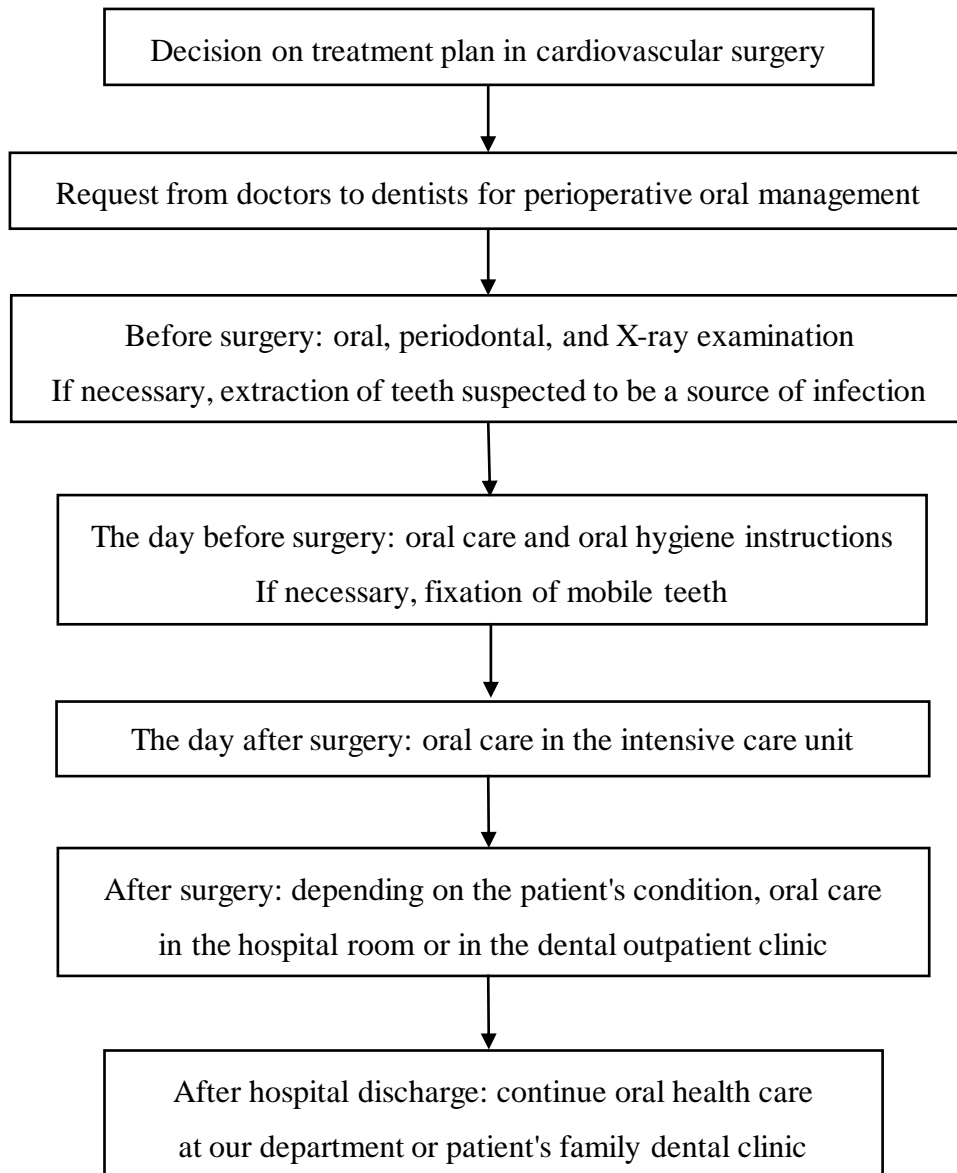 Decision on treatment plan in cardiovascular surgery
Request from doctors to dentists for perioperative oral management
Before surgery: oral, periodontal, and X-ray examination
If necessary, extraction of teeth suspected to be a source of infection
The day before surgery: oral care and oral hygiene instructions
If necessary, fixation of mobile teeth
The day after surgery: oral care in the intensive care unit
After surgery: depending on the patient's condition, oral care
in the hospital room or in the dental outpatient clinic
After hospital discharge: continue oral health care
at our department or patient's family dental clinic